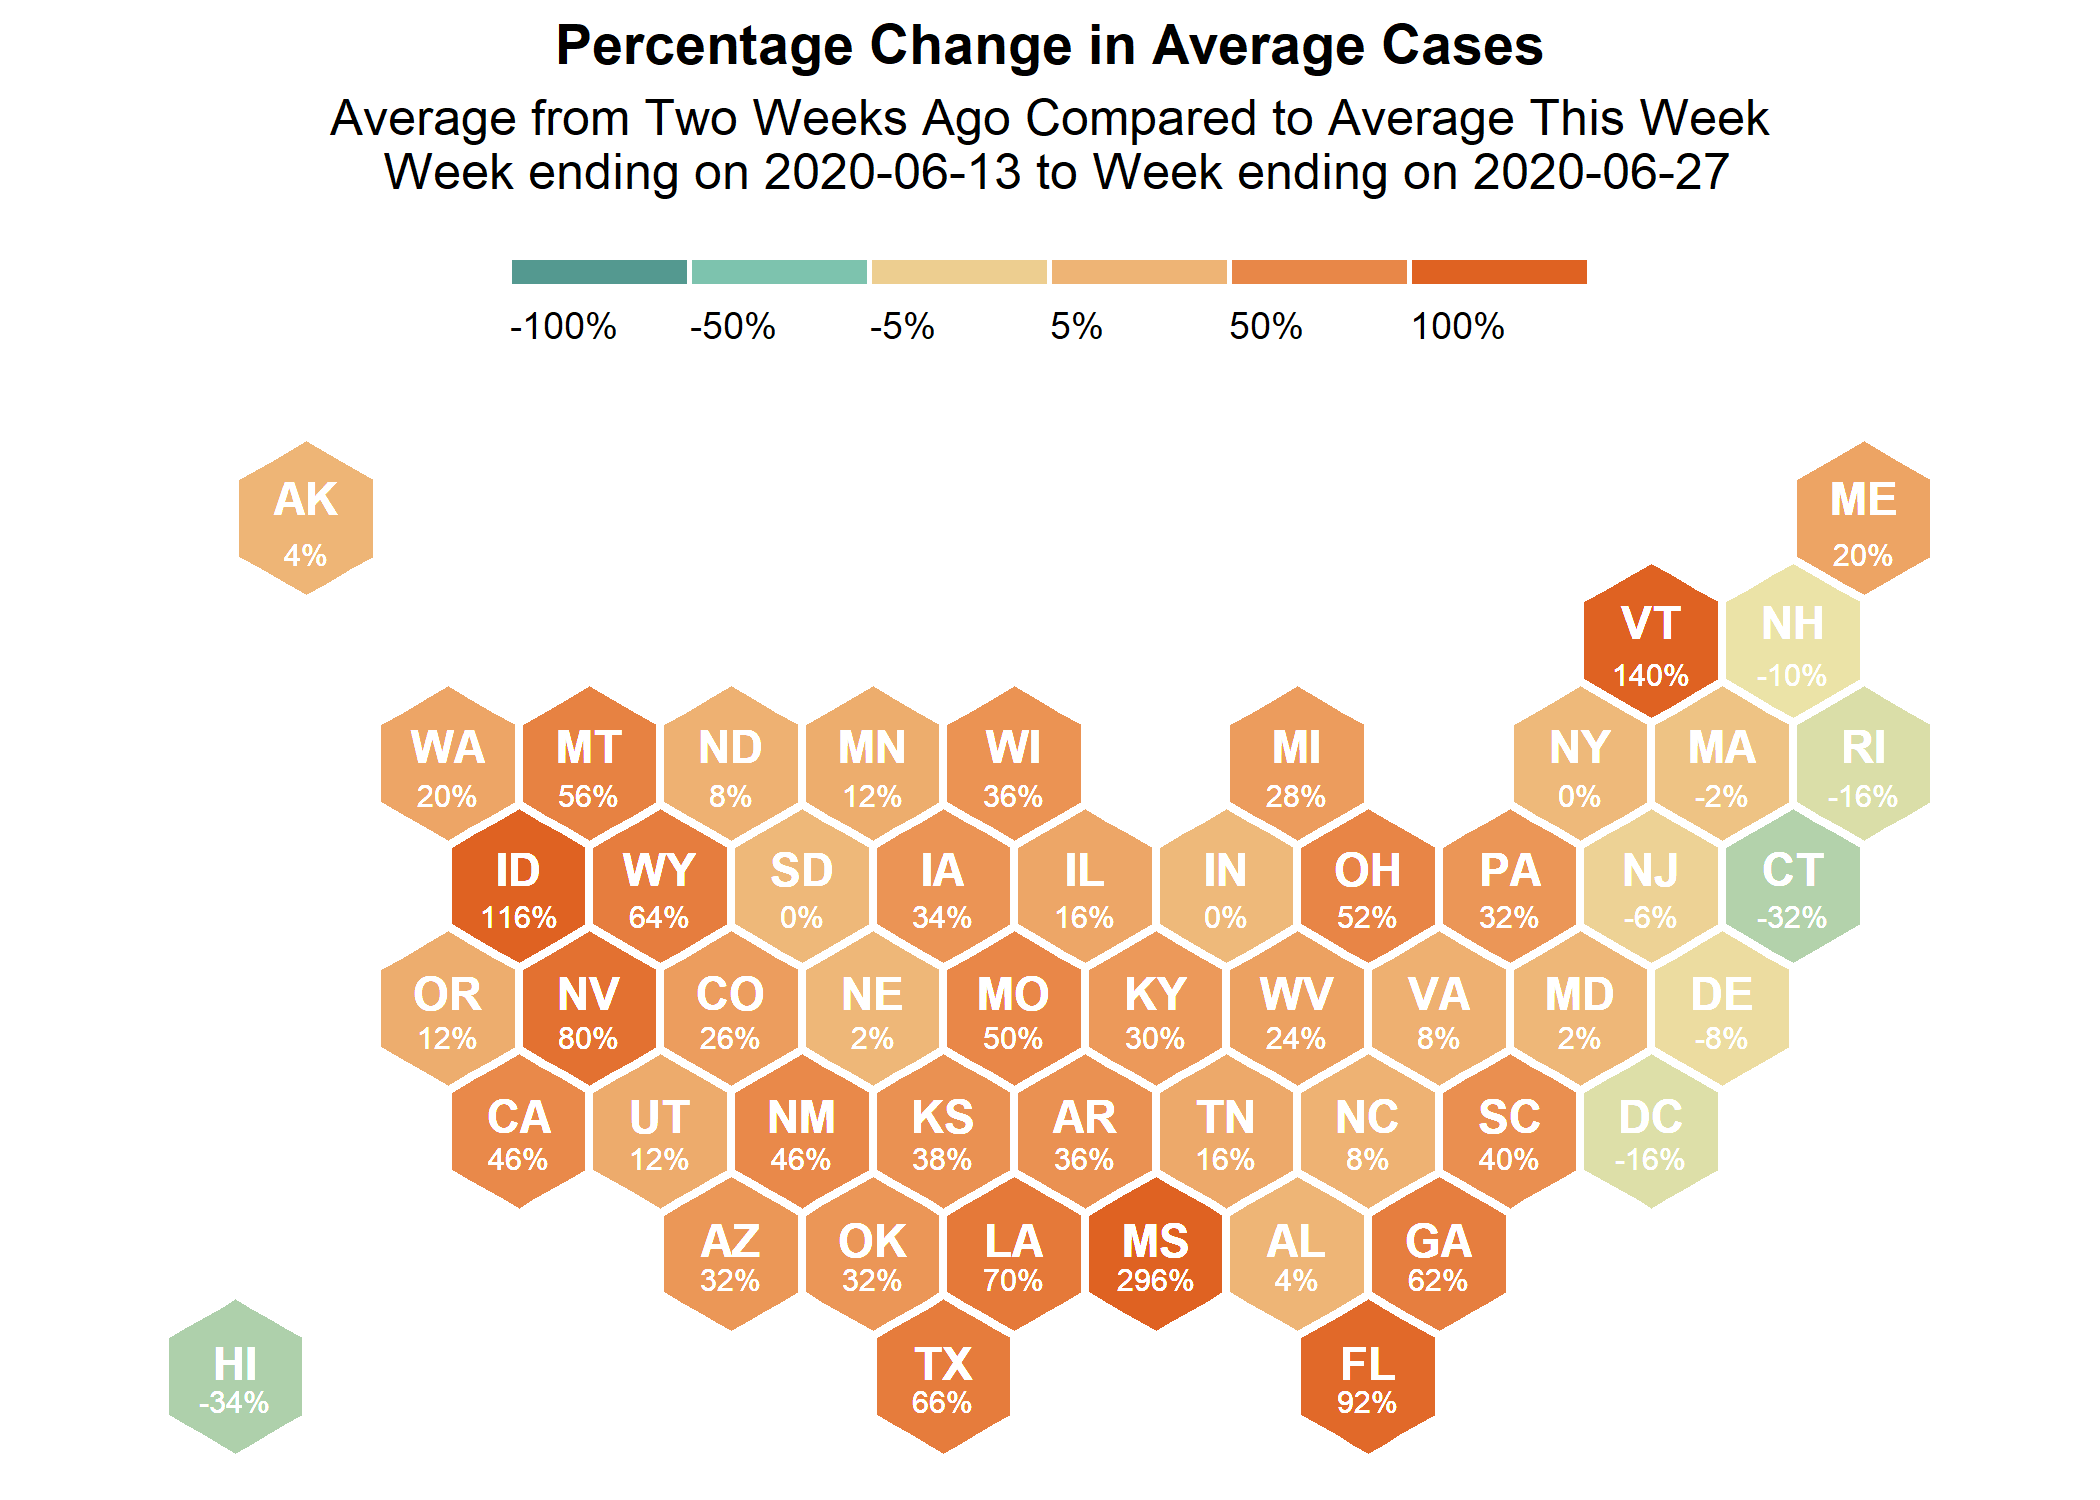 Percentage Change in Average Cases
Average from Two Weeks Ago Compared to Average This Week
Week ending on 2020-06-13 to Week ending on 2020-06-27
-100% -50% -5% 5% 50% 100%
AK ME
4% 20%
VT NH
140% -10%
WA MT ND MN WI MI NY MA RI
20% 56% 8% 12% 36% 28% 0% -2% -16%
ID WY SD IA IL IN OH PA NJ CT
116% 64% 0% 34% 16% 0% 52% 32% -6% -32%
OR NV CO NE MO KY WV VA MD DE
12% 80% 26% 2% 50% 30% 24% 8% 2% -8%
CA UT NM KS AR TN NC SC DC
46% 12% 46% 38% 36% 16% 8% 40% -16%
AZ OK LA MS AL GA
32% 32% 70% 296% 4% 62%
HI TX FL
-34% 66% 92%